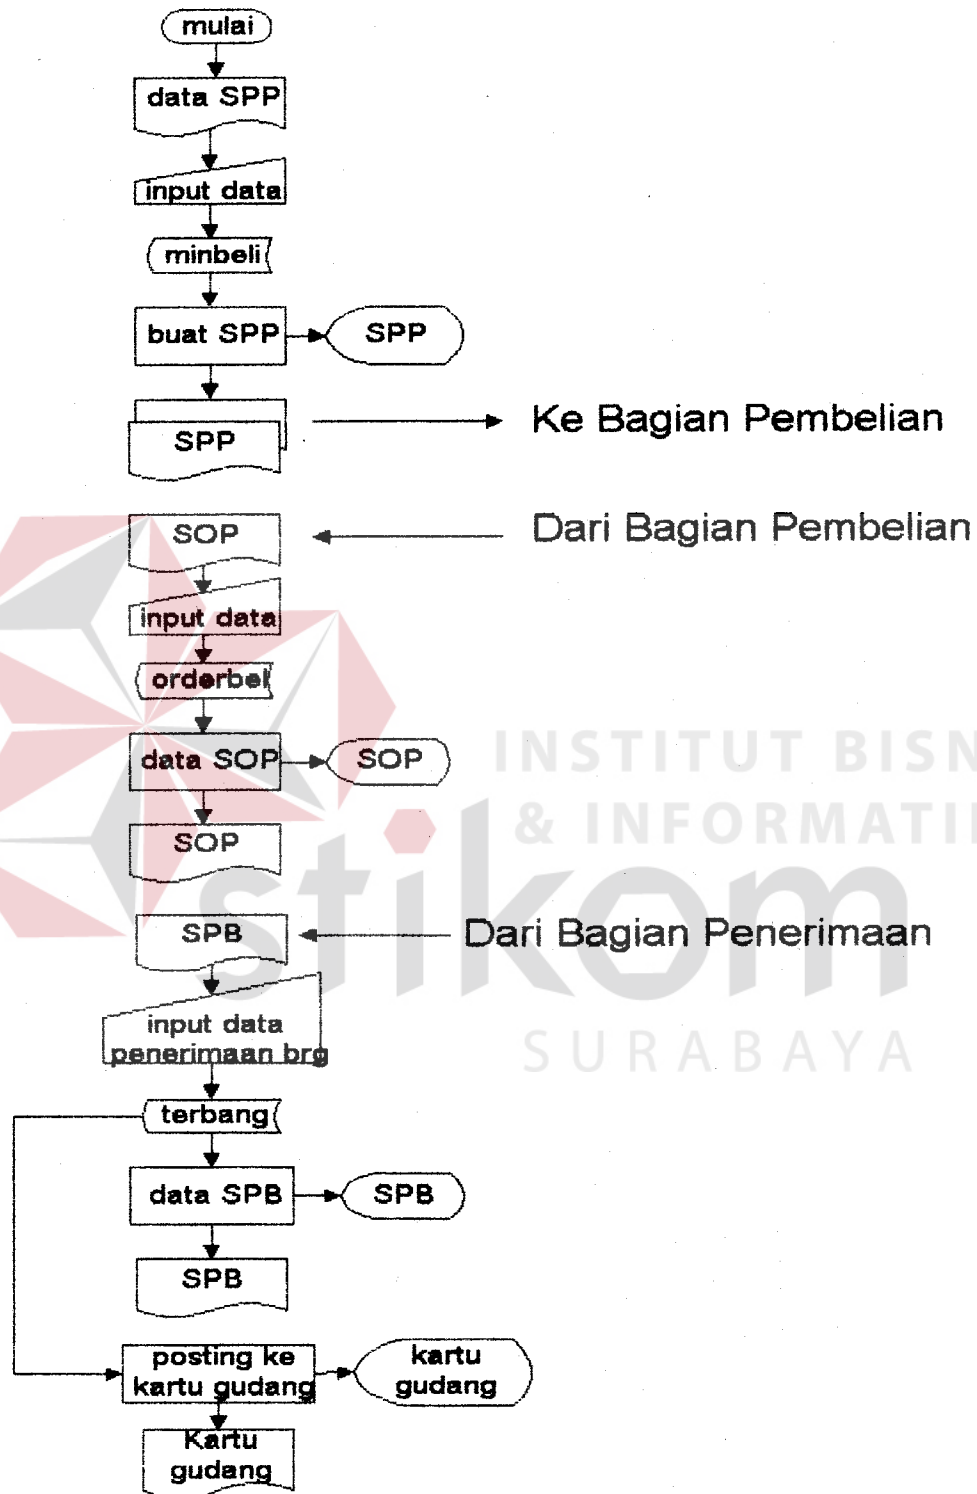 mulai
data SPP
input data
minbeli
buat SPP
SPP
SPP
Ke Bagian Pembelian
SOP
Dari Bagian Pembelian
input data
orderbel
data SOP
SOP
SOP
INSTITUT BISN
& INFORMATI
stikom
SURABAYA
SPB
Dari Bagian Penerimaan
input data
penerimaan brg
terbang
data SPB
SPB
SPB
posting ke
kartu gudang
kartu
gudang
Kartu
gudang